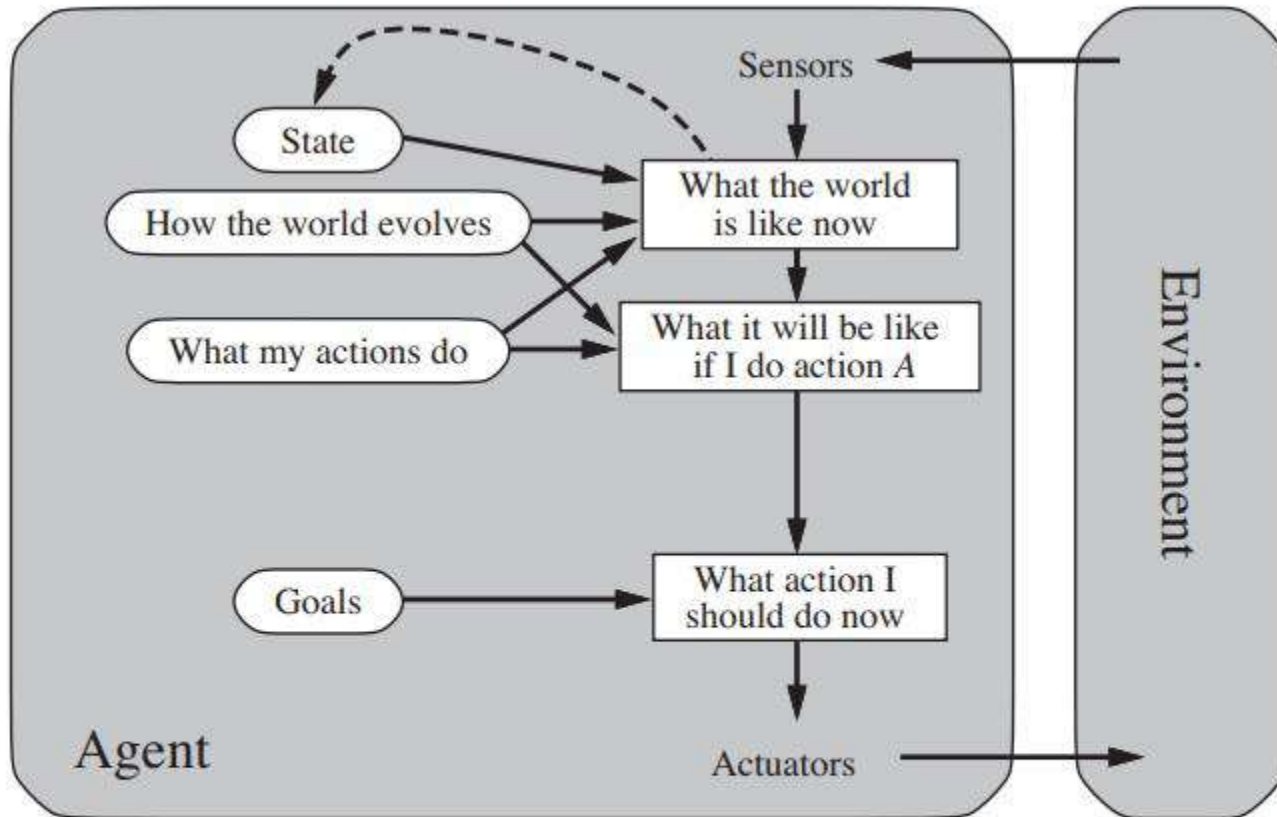 Sensors
State
What the world
is like now
How the world evolves
What it will be like
if I do action A
What my actions do
Environment
What action I
should do now
Goals
Agent
Actuators